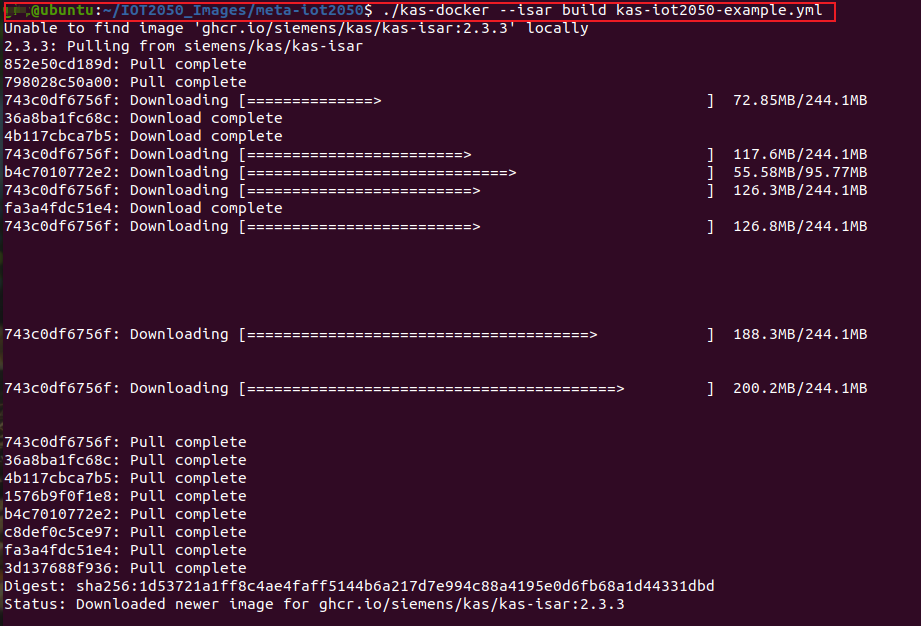 @ubuntu:~/IOT2050_Images/meta-iot2050$ ./kas-docker --isar build kas-iot2050-example.yml
Unable to find image 'ghcr.io/siemens/kas/kas-isar:2.3.3' locally
2.3.3: Pulling from siemens/kas/kas-isar
852e50cd189d: Pull complete
798028c50a00: Pull complete
743c0df6756f: Downloading [==============>                                    ]  72.85MB/244.1MB
36a8ba1fc68c: Download complete
4b117cbca7b5: Download complete
743c0df6756f: Downloading [========================>                          ]  117.6MB/244.1MB
b4c7010772e2: Downloading [=============================>                     ]  55.58MB/95.77MB
743c0df6756f: Downloading [=========================>                         ]  126.3MB/244.1MB
fa3a4fdc51e4: Download complete
743c0df6756f: Downloading [=========================>                         ]  126.8MB/244.1MB
743c0df6756f: Downloading [======================================>            ]  188.3MB/244.1MB
743c0df6756f: Downloading [=========================================>         ]  200.2MB/244.1MB
743c0df6756f: Pull complete
36a8ba1fc68c: Pull complete
4b117cbca7b5: Pull complete
1576b9f0f1e8: Pull complete
b4c7010772e2: Pull complete
c8def0c5ce97: Pull complete
fa3a4fdc51e4: Pull complete
3d137688f936: Pull complete
Digest: sha256:1d53721a1ff8c4ae4faff5144b6a217d7e994c88a4195e0d6fb68a1d44331dbd
Status: Downloaded newer image for ghcr.io/siemens/kas/kas-isar:2.3.3